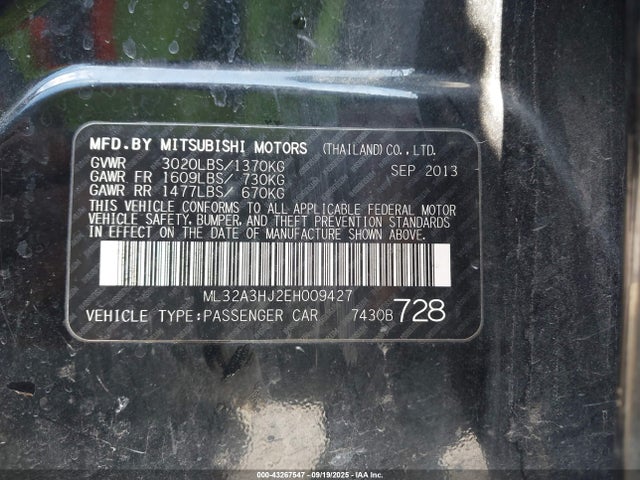 MFD.BY MITSUBISHI MOTORS (THAILAND) CO.,LTD.
GVWR 3020LBS/1370KG SEP 2013
GAWR FR 1609LBS/ 730KG
GAWR RR 1477LBS/ 670KG
THIS VEHICLE CONFORMS TO ALL APPLICABLE FEDERAL MOTOR
VEHICLE SAFETY, BUMPER, AND THEFT PREVENTION STANDARDS
IN EFFECT ON THE DATE OF MANUFACTURE SHOWN ABOVE.
ML32A3HJ2EH009427
VEHICLE TYPE:PASSENGER CAR 7430B 728
000-43267547 - 09/19/2025 - IAA Inc.